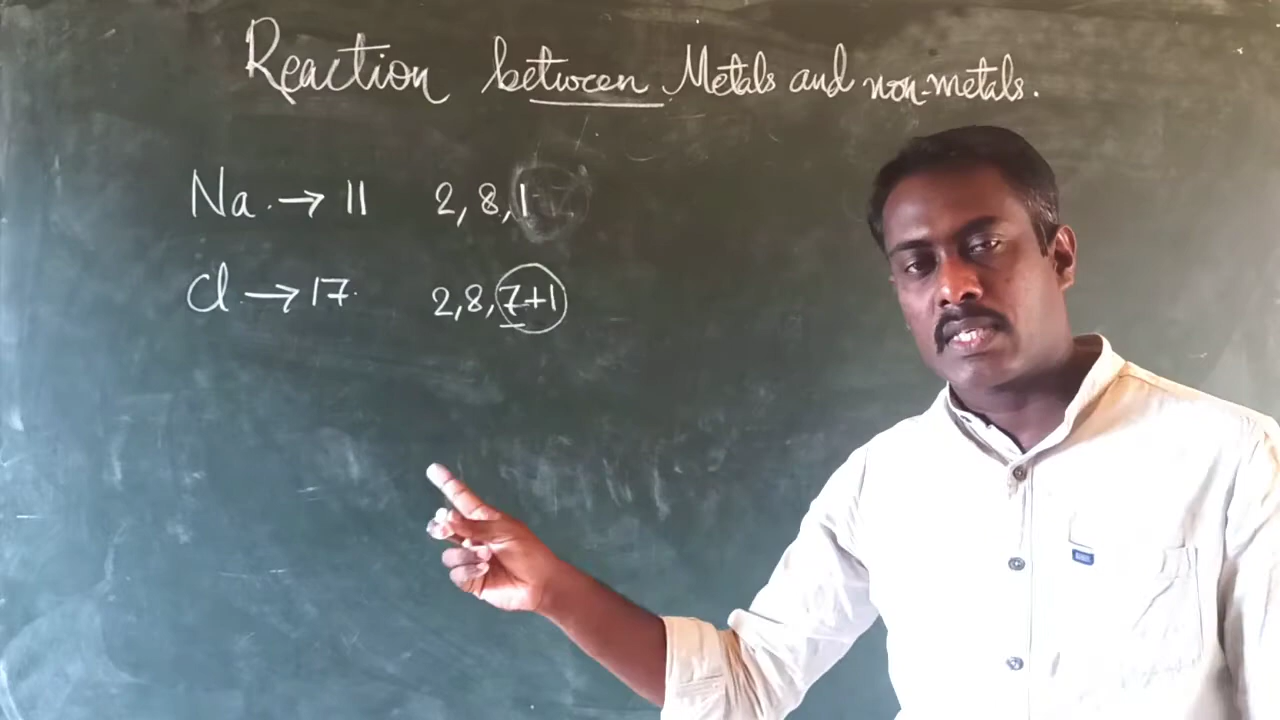 Reaction between Metals and non-metals.
Na → 11 2, 8, 1
Cl → 17 2, 8, 7+1